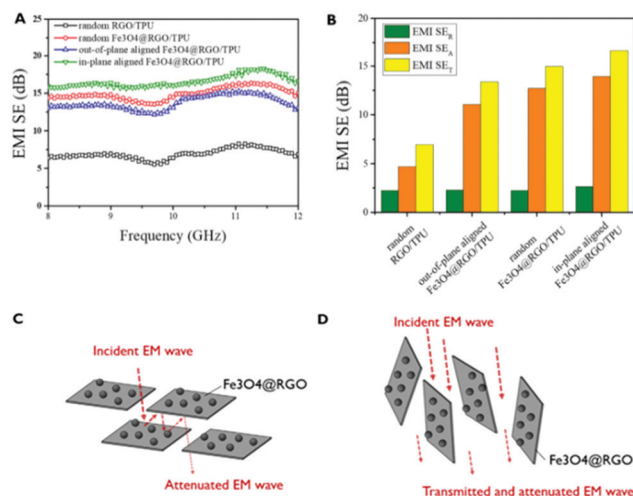 A
random RGO/TPU
random Fe3O4@RGO/TPU
out-of-plane aligned Fe3O4@RGO/TPU
in-plane aligned Fe3O4@RGO/TPU
25
20
15
10
5
0
EMI SE (dB)
8 9 10 11 12
Frequency (GHz)
B
EMI SER
EMI SEA
EMI SET
20
15
10
5
0
EMI SE (dB)
random
RGO/TPU
out-of-plane aligned
Fe3O4@RGO/TPU
random
Fe3O4@RGO/TPU
in-plane aligned
Fe3O4@RGO/TPU
C
Incident EM wave
Fe3O4@RGO
Attenuated EM wave
D
Incident EM wave
Fe3O4@RGO
Transmitted and attenuated EM wave